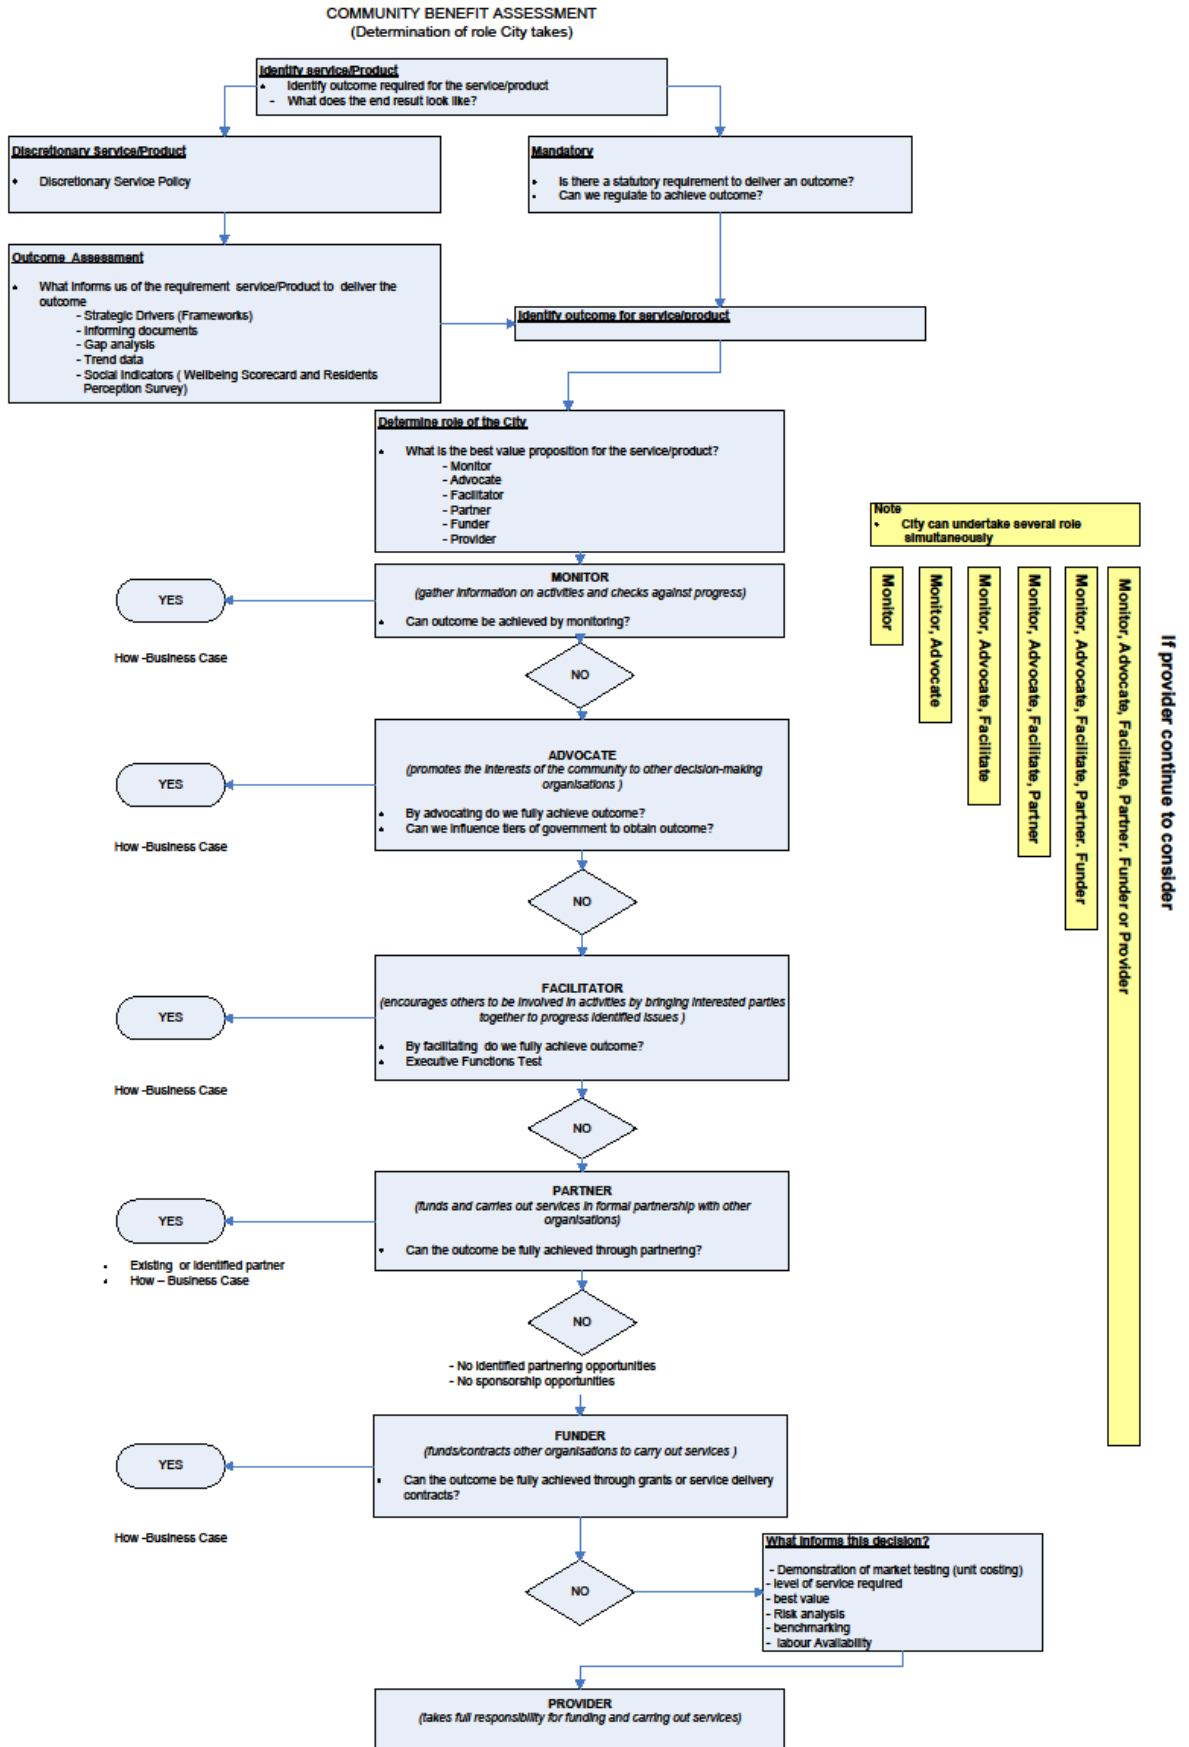 COMMUNITY BENEFIT ASSESSMENT
(Determination of role City takes)
Identify service/Product
Identify outcome required for the service/product
- What does the end result look like?
Discretionary Service/Product
Discretionary Service Policy
Mandatory
Is there a statutory requirement to deliver an outcome?
Can we regulate to achieve outcome?
Outcome Assessment
What informs us of the requirement service/Product to deliver the
outcome
- Strategic Drivers (Frameworks)
- Informing documents
- Gap analysis
- Trend data
- Social Indicators ( Wellbeing Scorecard and Residents
Perception Survey)
Identify outcome for service/product
Determine role of the City
What is the best value proposition for the service/product?
- Monitor
- Advocate
- Facilitator
- Partner
- Funder
- Provider
Note
City can undertake several role
simultaneously
Monitor
Monitor, Advocate
Monitor, Advocate, Facilitate
Monitor, Advocate, Facilitate, Partner
Monitor, Advocate, Facilitate, Partner. Funder
Monitor, Advocate, Facilitate, Partner. Funder or Provider
If provider continue to consider
MONITOR
(gather information on activities and checks against progress)
Can outcome be achieved by monitoring?
YES
How -Business Case
NO
ADVOCATE
(promotes the interests of the community to other decision-making
organisations )
By advocating do we fully achieve outcome?
Can we influence tiers of government to obtain outcome?
YES
How -Business Case
NO
FACILITATOR
(encourages others to be involved in activities by bringing interested parties
together to progress identified issues )
By facilitating do we fully achieve outcome?
Executive Functions Test
YES
How -Business Case
NO
PARTNER
(funds and carries out services in formal partnership with other
organisations)
Can the outcome be fully achieved through partnering?
YES
Existing or identified partner
How – Business Case
NO
- No identified partnering opportunities
- No sponsorship opportunities
FUNDER
(funds/contracts other organisations to carry out services )
Can the outcome be fully achieved through grants or service delivery
contracts?
YES
How -Business Case
NO
What informs this decision?
- Demonstration of market testing (unit costing)
- level of service required
- best value
- Risk analysis
- benchmarking
- labour Availability
PROVIDER
(takes full responsibility for funding and carring out services)